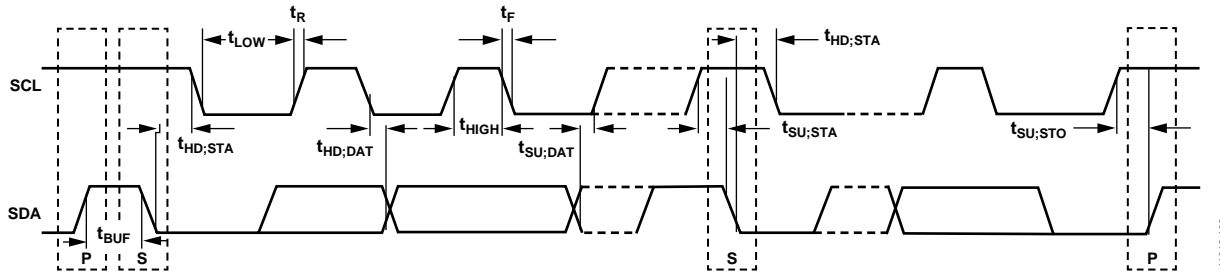 tR
tF
tLOW
tHD;STA
SCL
tHD;STA
tHD;DAT
tHIGH
tSU;DAT
tSU;STA
tSU;STO
SDA
tBUF
P
S
S
P